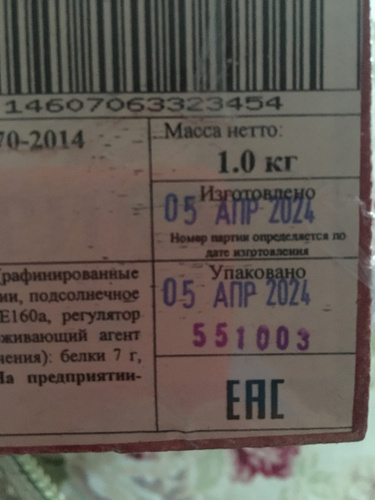 14607063323454
70-2014
Масса нетто:
1.0 кг
Изготовлено
05 АПР 2024
Номер партии определяется по
дате изготовления
рафинированные
ии, подсолнечное
Е160а, регулятор
живающий агент
чения): белки 7 г,
На предприятии-
Упаковано
05 АПР 2024
551003
ЕАС